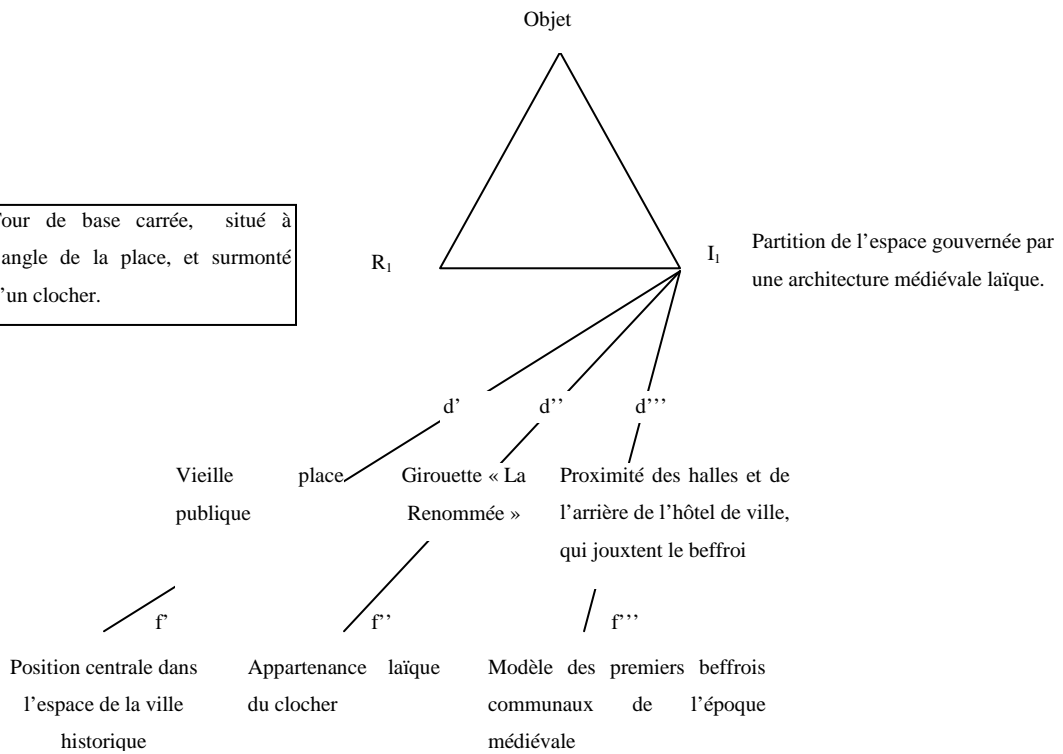 Objet
our de base carrée, situé à
angle de la place, et surmonté
'un clocher.
R1
I1
Partition de l'espace gouvernée par
une architecture médiévale laïque.
d'
d''
d'''
Vieille place
publique
Girouette « La
Renommée »
Proximité des halles et de
l'arrière de l'hôtel de ville,
qui jouxtent le beffroi
f'
f''
f'''
Position centrale dans
l'espace de la ville
historique
Appartenance laïque
du clocher
Modèle des premiers beffrois
communaux de l'époque
médiévale